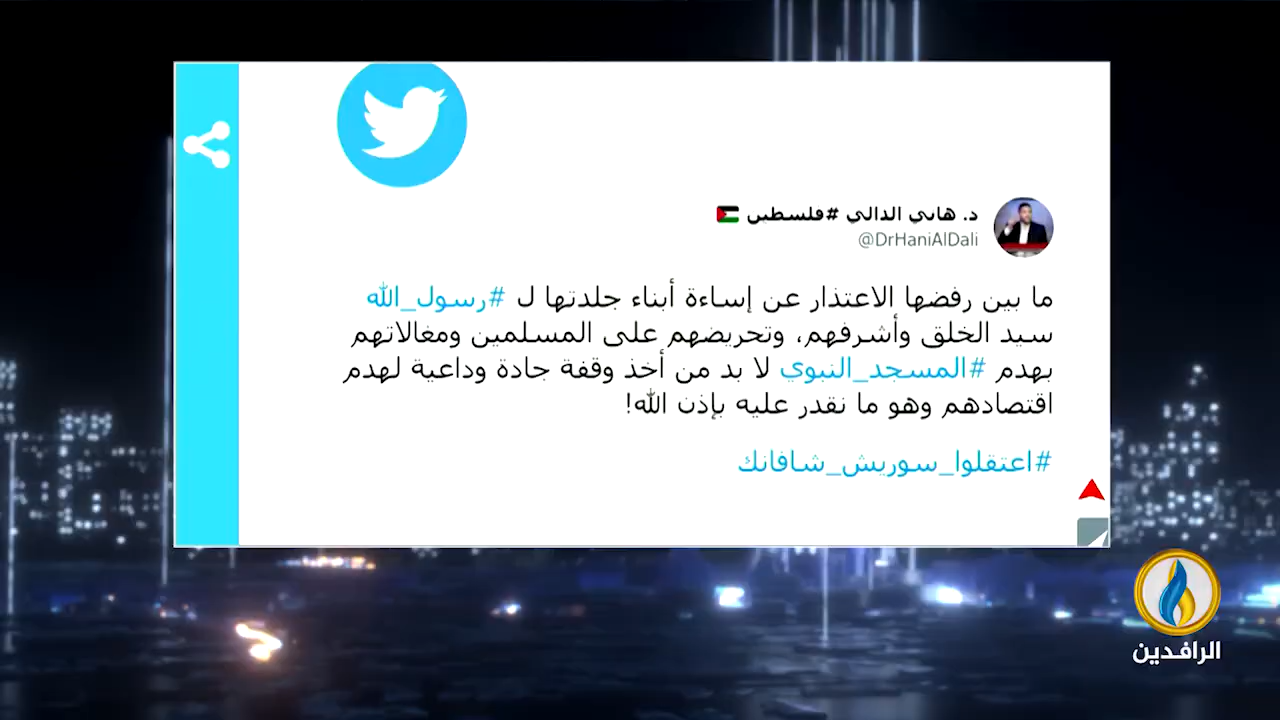 د. هاني الدالي #فلسطين
@DrHaniAlDali
ما بين رفضها الاعتذار عن إساءة أبناء جلدتها ل #رسول_الله
سيد الخلق وأشرفهم، وتحريضهم على المسلمين ومغالاتهم
بهدم #المسجد_النبوي لا بد من أخذ وقفة جادة وداعية لهدم
اقتصادهم وهو ما نقدر عليه بإذن الله!
#اعتقلوا_سوريش_شافانك
الرافدين